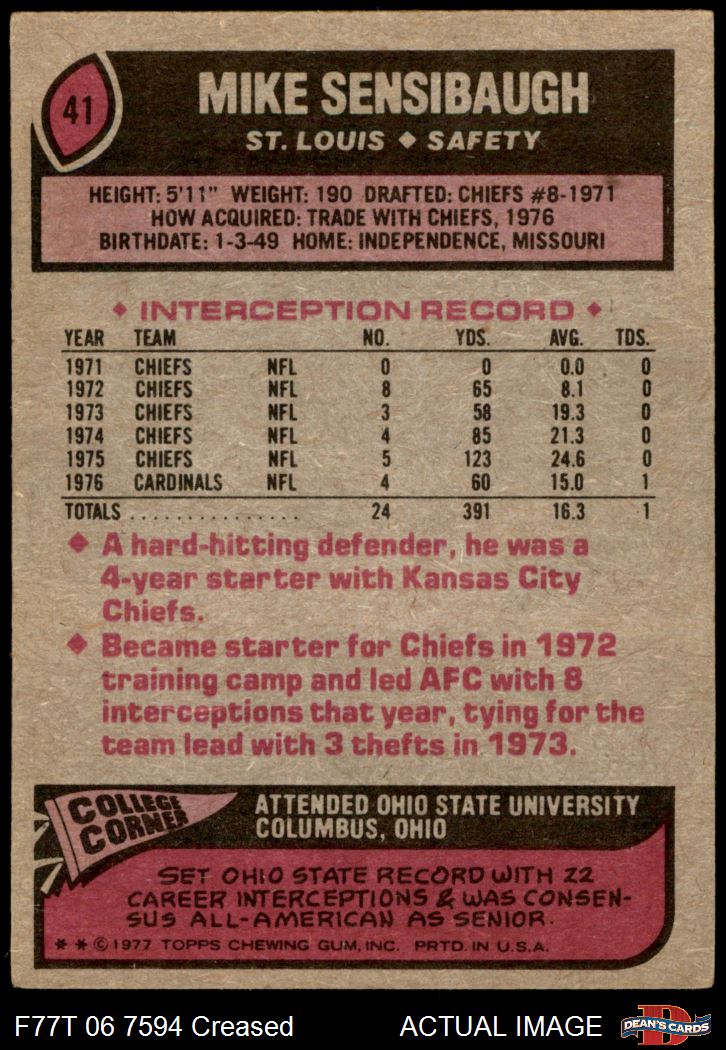 41
MIKE SENSIBAUGH
ST. LOUIS ◆ SAFETY
HEIGHT: 5'11" WEIGHT: 190 DRAFTED: CHIEFS #8-1971
HOW ACQUIRED: TRADE WITH CHIEFS, 1976
BIRTHDATE: 1-3-49 HOME: INDEPENDENCE, MISSOURI
◆ INTERCEPTION RECORD ◆
YEAR TEAM NO. YDS. AVG. TDS.
1971 CHIEFS NFL 0 0 0.0 0
1972 CHIEFS NFL 8 65 8.1 0
1973 CHIEFS NFL 3 58 19.3 0
1974 CHIEFS NFL 4 85 21.3 0
1975 CHIEFS NFL 5 123 24.6 0
1976 CARDINALS NFL 4 60 15.0 1
TOTALS ................ 24 391 16.3 1
◆ A hard-hitting defender, he was a
4-year starter with Kansas City
Chiefs.
◆ Became starter for Chiefs in 1972
training camp and led AFC with 8
interceptions that year, tying for the
team lead with 3 thefts in 1973.
COLLEGE
CORNER
ATTENDED OHIO STATE UNIVERSITY
COLUMBUS, OHIO
SET OHIO STATE RECORD WITH 22
CAREER INTERCEPTIONS & WAS CONSEN-
SUS ALL-AMERICAN AS SENIOR.
* * © 1977 TOPPS CHEWING GUM, INC. PRTD. IN U.S.A.
F77T 06 7594 Creased ACTUAL IMAGE
D
DEAN'S CARDS